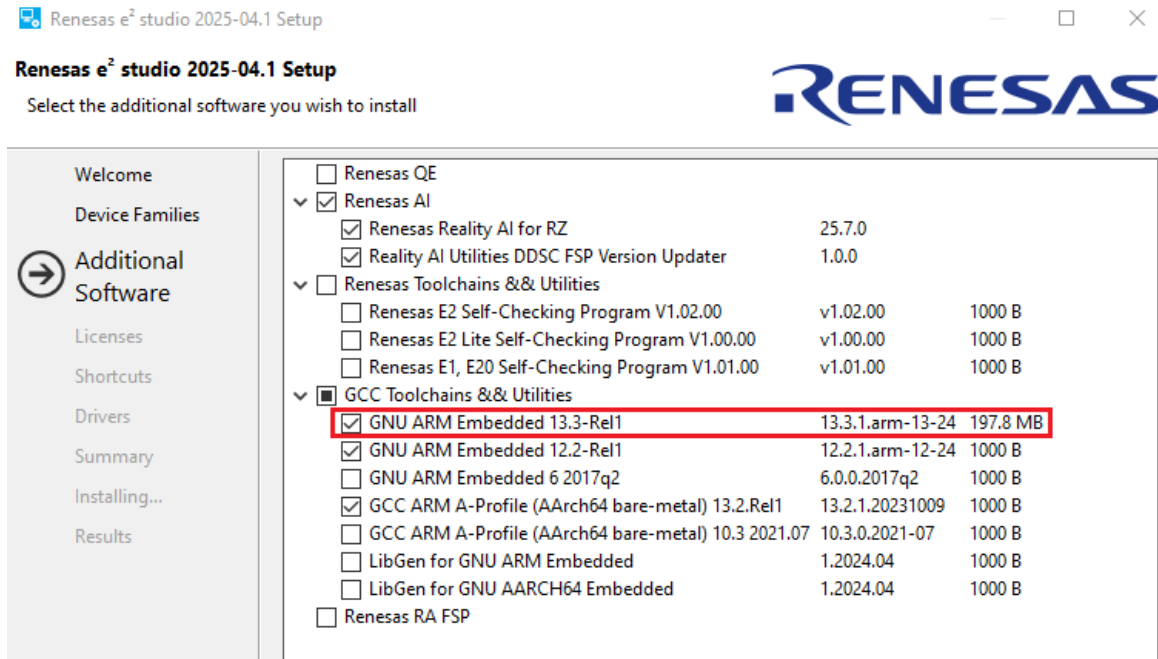 Renesas e² studio 2025-04.1 Setup
Renesas e² studio 2025-04.1 Setup
Select the additional software you wish to install
RENESAS
Welcome
Device Families
Additional
Software
Licenses
Shortcuts
Drivers
Summary
Installing...
Results
Renesas QE
Renesas AI
Renesas Reality AI for RZ 25.7.0
Reality AI Utilities DDSC FSP Version Updater 1.0.0
Renesas Toolchains && Utilities
Renesas E2 Self-Checking Program V1.02.00 v1.02.00 1000 B
Renesas E2 Lite Self-Checking Program V1.00.00 v1.00.00 1000 B
Renesas E1, E20 Self-Checking Program V1.01.00 v1.01.00 1000 B
GCC Toolchains && Utilities
GNU ARM Embedded 13.3-Rel1 13.3.1.arm-13-24 197.8 MB
GNU ARM Embedded 12.2-Rel1 12.2.1.arm-12-24 1000 B
GNU ARM Embedded 6 2017q2 6.0.0.2017q2 1000 B
GCC ARM A-Profile (AArch64 bare-metal) 13.2.Rel1 13.2.1.20231009 1000 B
GCC ARM A-Profile (AArch64 bare-metal) 10.3 2021.07 10.3.0.2021-07 1000 B
LibGen for GNU ARM Embedded 1.2024.04 1000 B
LibGen for GNU AARCH64 Embedded 1.2024.04 1000 B
Renesas RA FSP